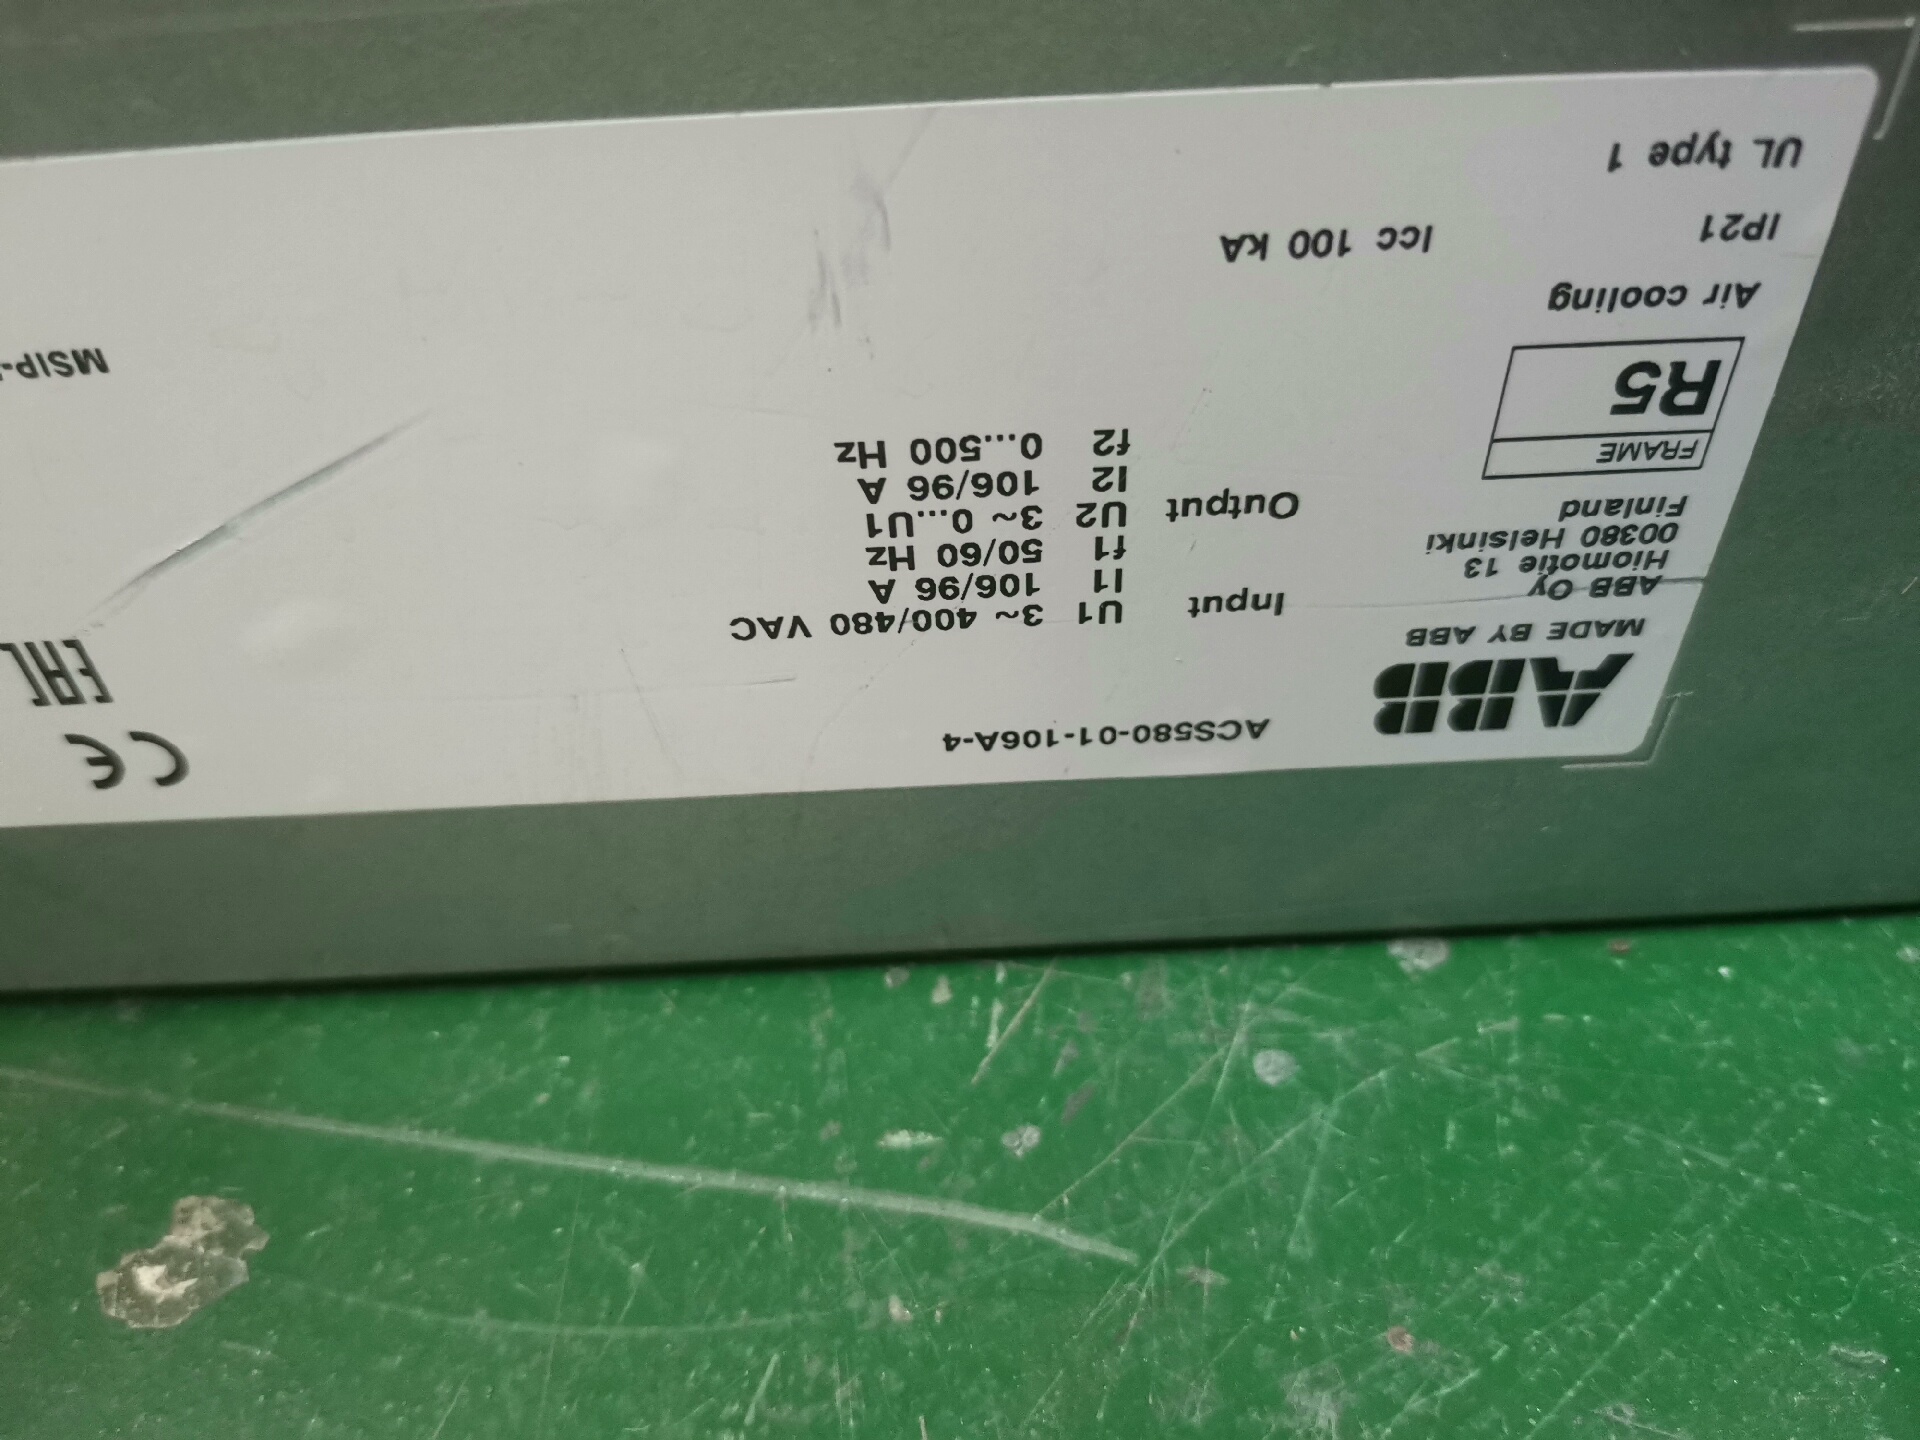 ABB
MADE BY ABB
ABB Oy
Hiomotie 13
00380 Helsinki
Finland
FRAME
R5
Air cooling
IP21
UL type 1
ACS580-01-106A-4
Input U1 3~ 400/480 VAC
I1 106/96 A
f1 50/60 Hz
Output U2 3~ 0...U1
I2 106/96 A
f2 0...500 Hz
Icc 100 kA
CE
EAC
MSIP-